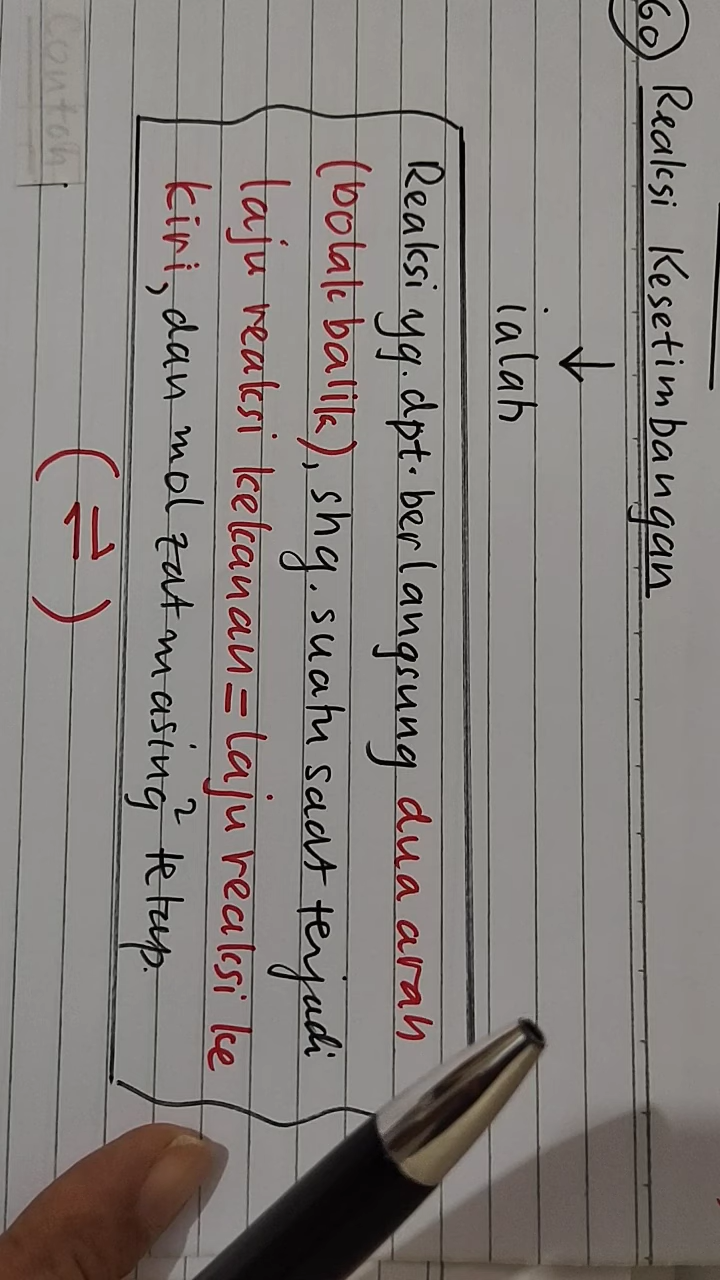 60 Reaksi Kesetimbangan
↓
ialah
Reaksi yg. dpt. berlangsung dua arah
(bolak balik), shg. suatu saat terjadi
laju reaksi kekanan = laju reaksi ke
kiri, dan mol zat masing² tetap.
(⇌)
Contoh